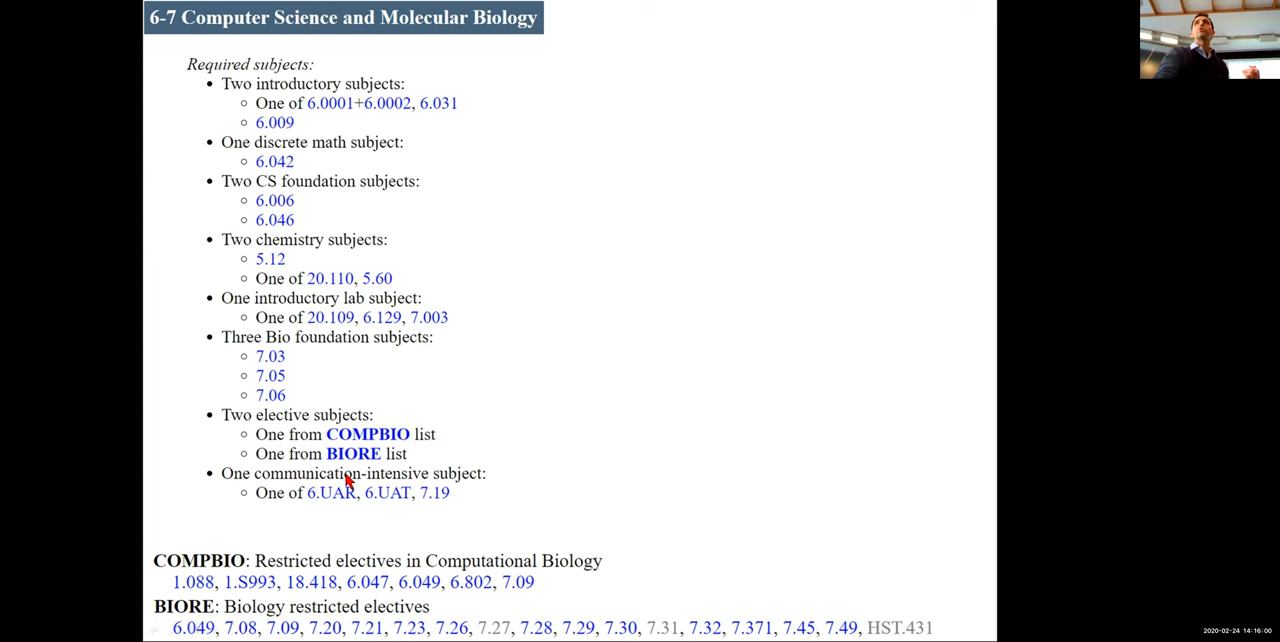 6-7 Computer Science and Molecular Biology
Required subjects:
• Two introductory subjects:
○ One of 6.0001+6.0002, 6.031
○ 6.009
• One discrete math subject:
○ 6.042
• Two CS foundation subjects:
○ 6.006
○ 6.046
• Two chemistry subjects:
○ 5.12
○ One of 20.110, 5.60
• One introductory lab subject:
○ One of 20.109, 6.129, 7.003
• Three Bio foundation subjects:
○ 7.03
○ 7.05
○ 7.06
• Two elective subjects:
○ One from COMPBIO list
○ One from BIORE list
• One communication-intensive subject:
○ One of 6.UAR, 6.UAT, 7.19
COMPBIO: Restricted electives in Computational Biology
1.088, 1.S993, 18.418, 6.047, 6.049, 6.802, 7.09
BIORE: Biology restricted electives
6.049, 7.08, 7.09, 7.20, 7.21, 7.23, 7.26, 7.27, 7.28, 7.29, 7.30, 7.31, 7.32, 7.371, 7.45, 7.49, HST.431
2020-02-24 14:16:00